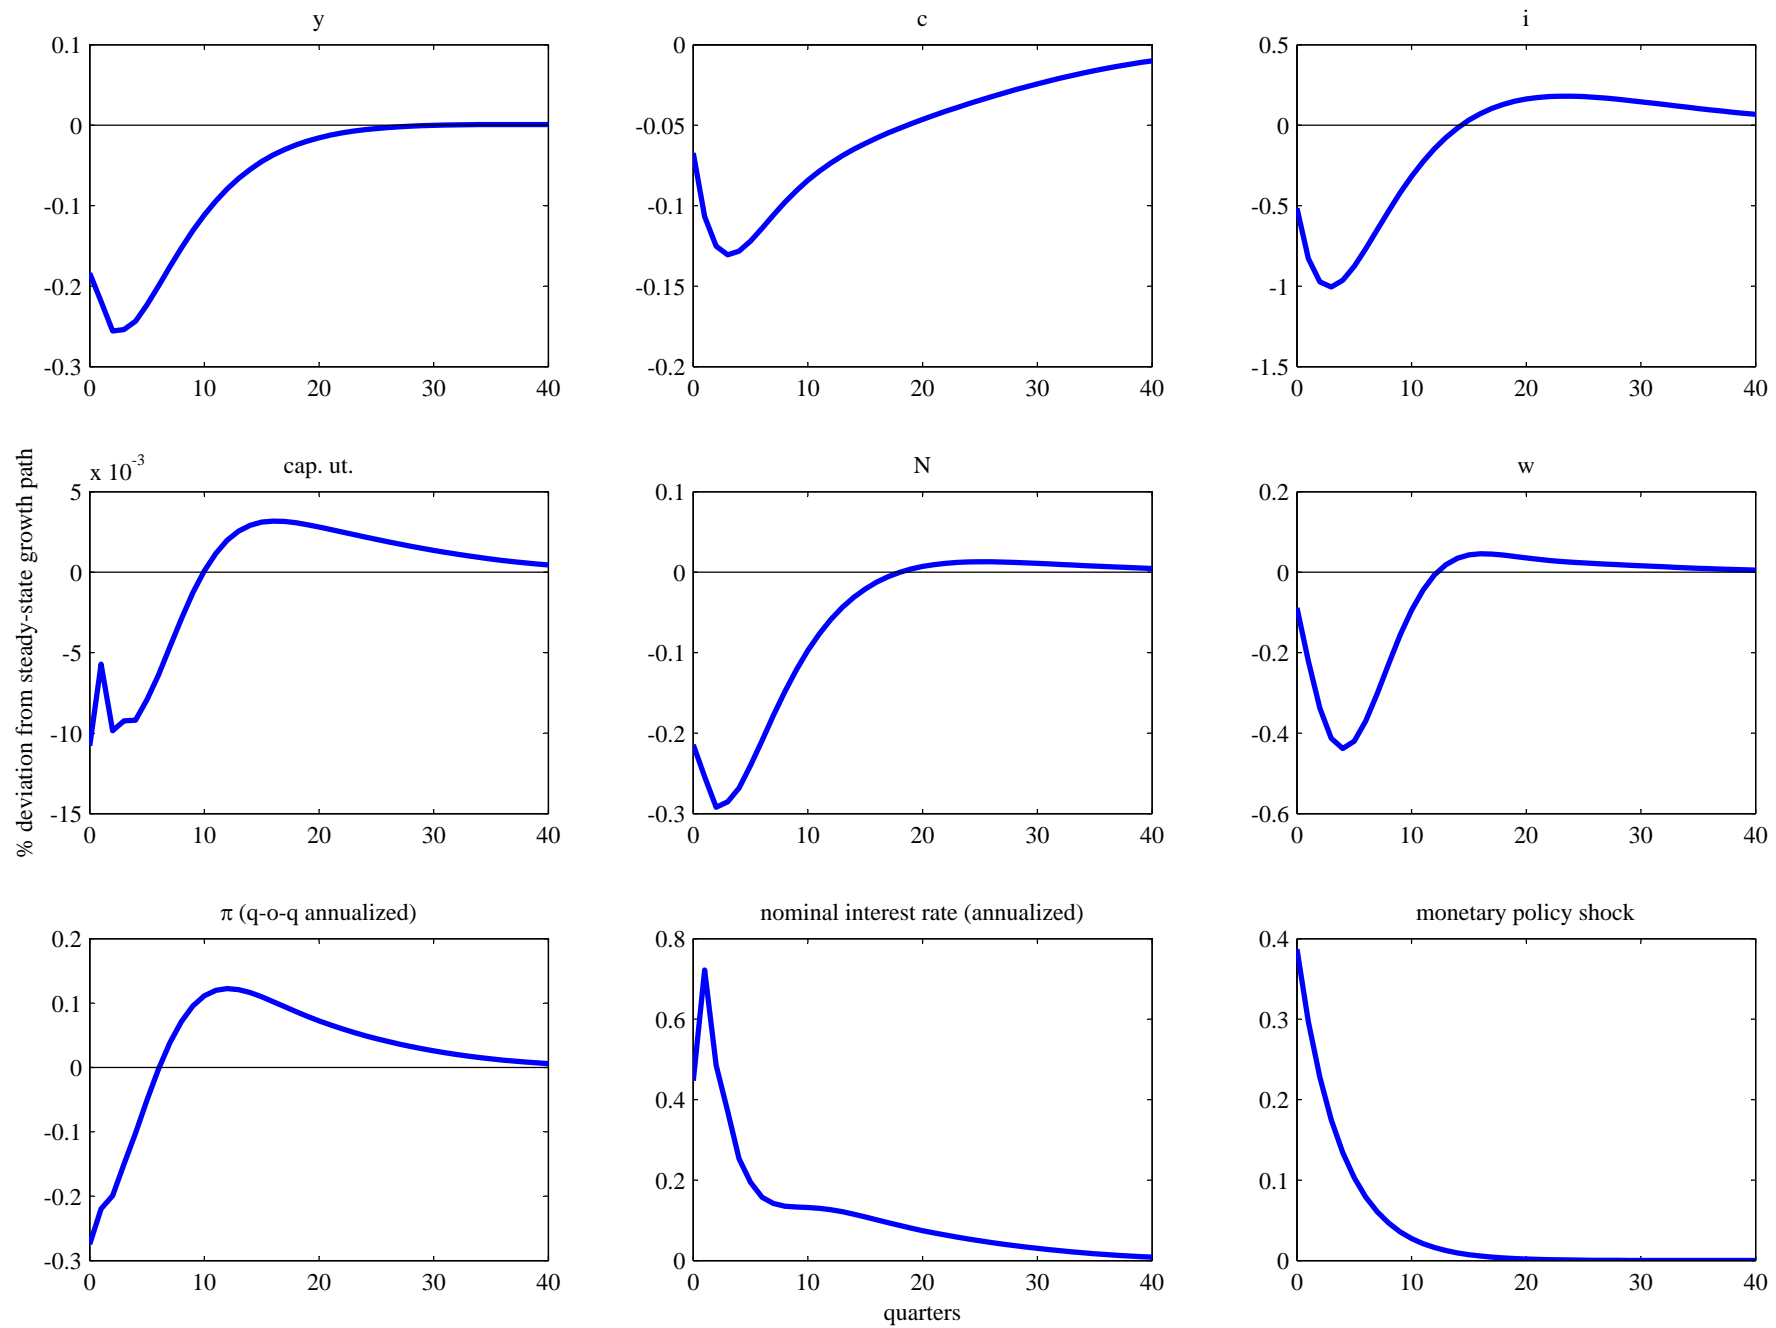 y
0.1
0
-0.1
-0.2
-0.3
0 10 20 30 40
c
0
-0.05
-0.1
-0.15
-0.2
0 10 20 30 40
i
0.5
0
-0.5
-1
-1.5
0 10 20 30 40
% deviation from steady-state growth path
x 10^-3
cap. ut.
5
0
-5
-10
-15
0 10 20 30 40
N
0.1
0
-0.1
-0.2
-0.3
0 10 20 30 40
w
0.2
0
-0.2
-0.4
-0.6
0 10 20 30 40
π (q-o-q annualized)
0.2
0.1
0
-0.1
-0.2
-0.3
0 10 20 30 40
nominal interest rate (annualized)
0.8
0.6
0.4
0.2
0
0 10 20 30 40
quarters
monetary policy shock
0.4
0.3
0.2
0.1
0
0 10 20 30 40